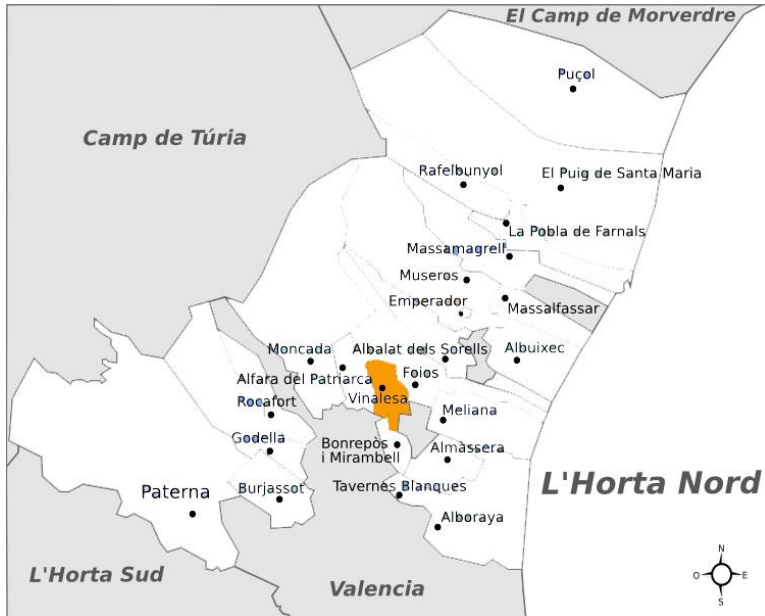 El Camp de Morverdre
Puçol
Camp de Túria
Rafelbunyol
El Puig de Santa Maria
La Pobla de Farnals
Massamagrell
Museros
Emperador
Massalfassar
Moncada
Albalat dels Sorells
Albuixec
Alfara del Patriarca
Foios
Vinalesa
Rocafort
Meliana
Godella
Bonrepòs
i Mirambell
Almàssera
Paterna
Burjassot
Tavernes Blanques
L'Horta Nord
Alboraya
L'Horta Sud
Valencia
N
O
E
S